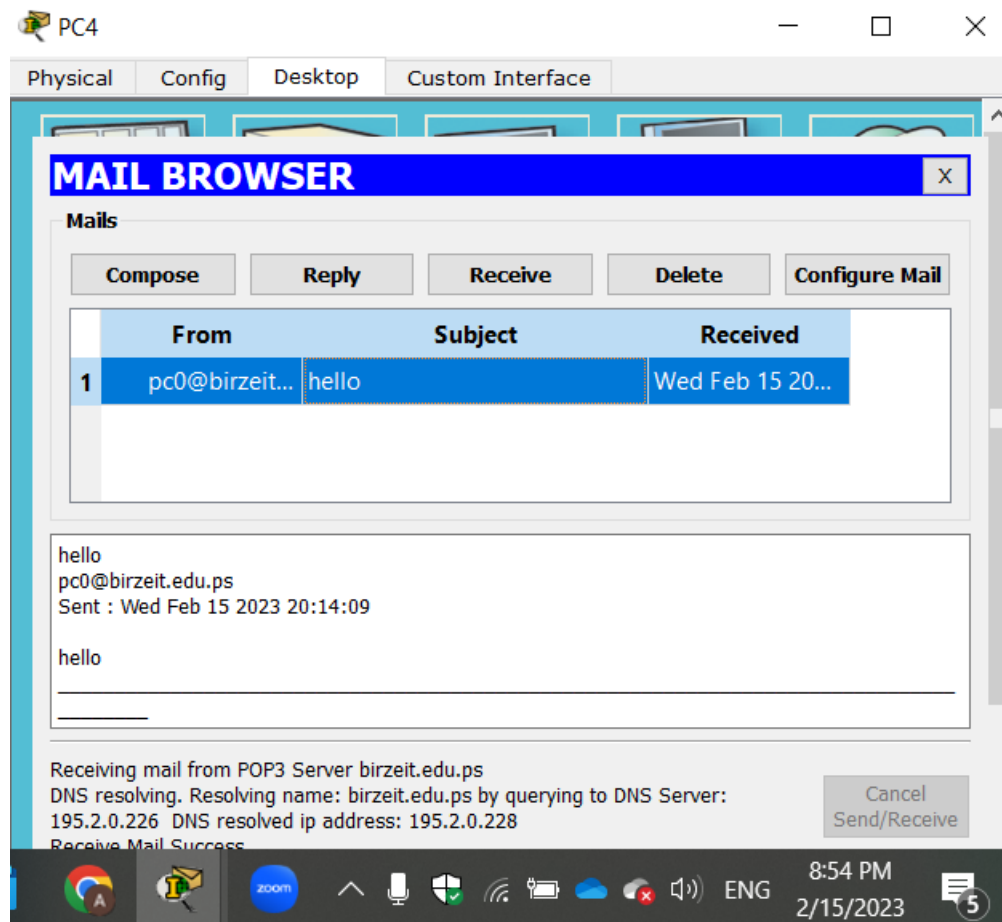 PC4
Physical Config Desktop Custom Interface
MAIL BROWSER X
Mails
Compose Reply Receive Delete Configure Mail
From Subject Received
1 pc0@birzeit... hello Wed Feb 15 20...
hello
pc0@birzeit.edu.ps
Sent : Wed Feb 15 2023 20:14:09
hello
Receiving mail from POP3 Server birzeit.edu.ps
DNS resolving. Resolving name: birzeit.edu.ps by querying to DNS Server:
195.2.0.226 DNS resolved ip address: 195.2.0.228
Receive Mail Success
Cancel
Send/Receive
A zoom ENG
8:54 PM
2/15/2023
5